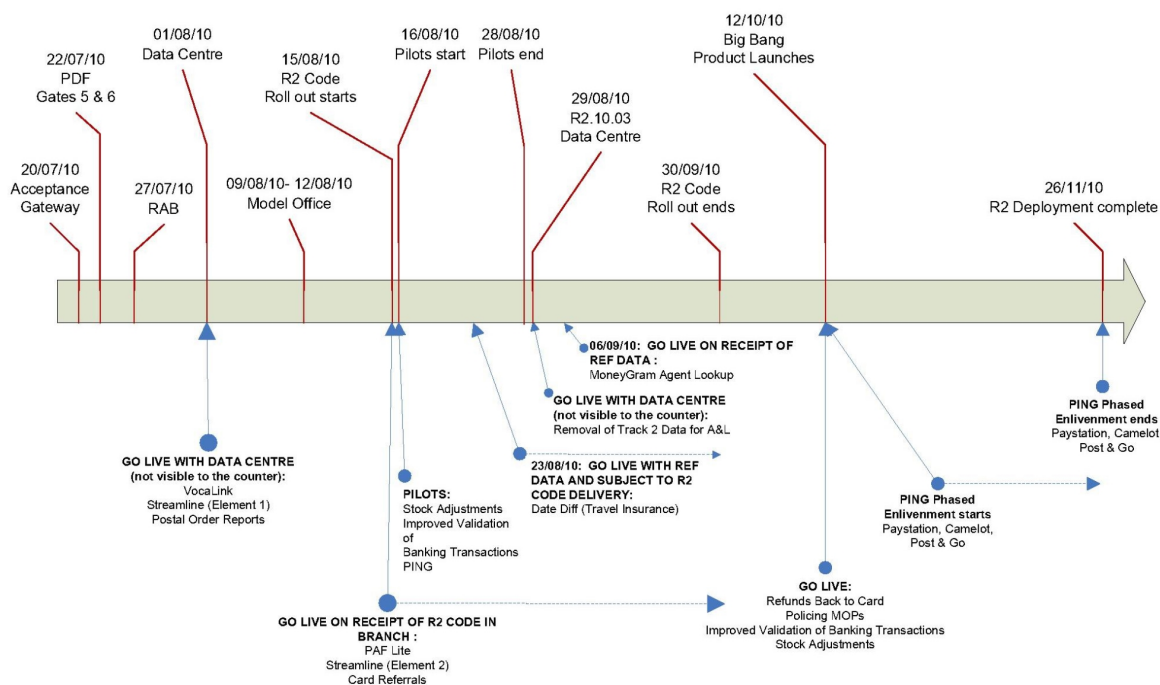 12/10/10
Big Bang
Product Launches
01/08/10
Data Centre
16/08/10
Pilots start
28/08/10
Pilots end
22/07/10
PDF
Gates 5 & 6
15/08/10
R2 Code
Roll out starts
29/08/10
R2.10.03
Data Centre
20/07/10
Acceptance
Gateway
27/07/10
RAB
09/08/10- 12/08/10
Model Office
30/09/10
R2 Code
Roll out ends
26/11/10
R2 Deployment complete
06/09/10: GO LIVE ON RECEIPT OF
REF DATA :
MoneyGram Agent Lookup
GO LIVE WITH DATA CENTRE
(not visible to the counter):
Removal of Track 2 Data for A&L
PING Phased
Enlivenment ends
Paystation, Camelot
Post & Go
GO LIVE WITH DATA CENTRE
(not visible to the counter):
VocaLink
Streamline (Element 1)
Postal Order Reports
23/08/10: GO LIVE WITH REF
DATA AND SUBJECT TO R2
CODE DELIVERY:
Date Diff (Travel Insurance)
PILOTS:
Stock Adjustments
Improved Validation
of
Banking Transactions
PING
PING Phased
Enlivenment starts
Paystation, Camelot,
Post & Go
GO LIVE ON RECEIPT OF R2 CODE IN
BRANCH :
PAF Lite
Streamline (Element 2)
Card Referrals
GO LIVE:
Refunds Back to Card
Policing MOPs
Improved Validation of Banking Transactions
Stock Adjustments